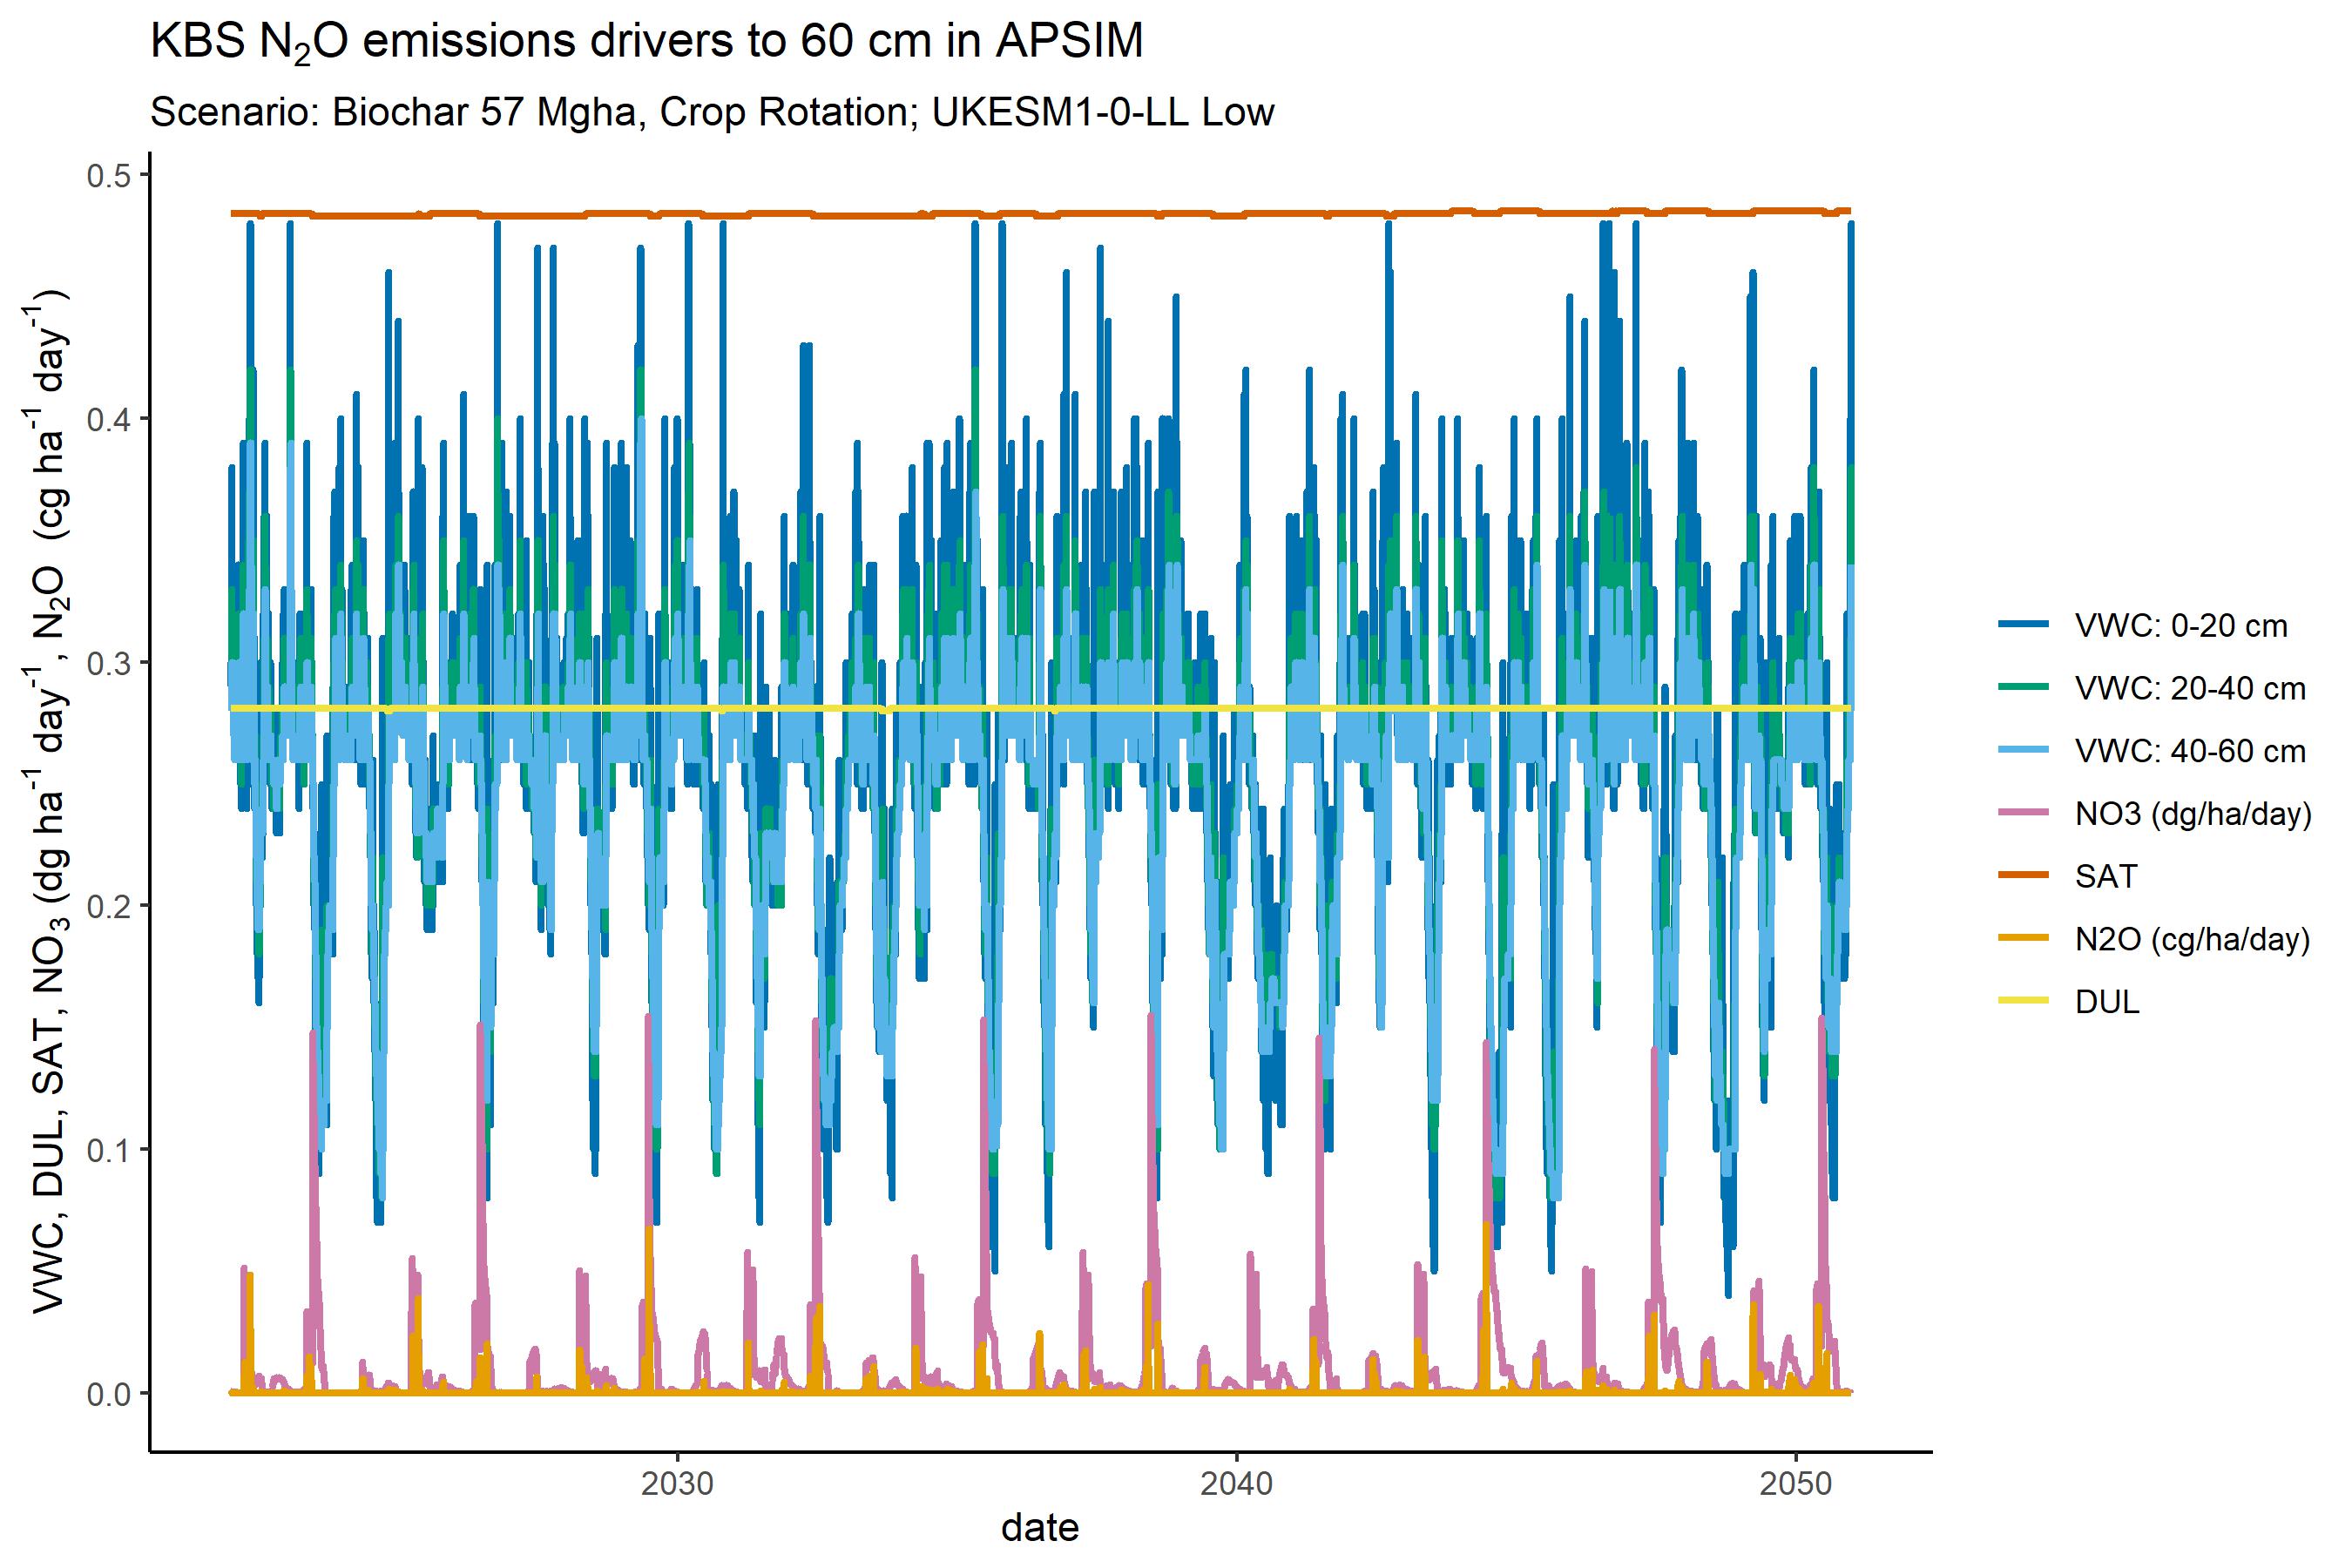 KBS N₂O emissions drivers to 60 cm in APSIM
Scenario: Biochar 57 Mgha, Crop Rotation; UKESM1-0-LL Low
VWC, DUL, SAT, NO₃ (dg ha⁻¹ day⁻¹, N₂O (cg ha⁻¹ day⁻¹)
0.5
0.4
0.3
0.2
0.1
0.0
2030 2040 2050
date
VWC: 0-20 cm
VWC: 20-40 cm
VWC: 40-60 cm
NO3 (dg/ha/day)
SAT
N2O (cg/ha/day)
DUL